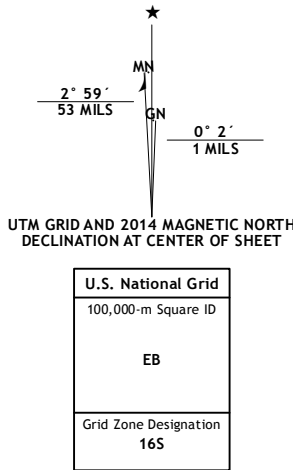 ★
MN
2° 59´
53 MILS
GN
0° 2´
1 MILS
UTM GRID AND 2014 MAGNETIC NORTH
DECLINATION AT CENTER OF SHEET
U.S. National Grid
100,000-m Square ID
EB
Grid Zone Designation
16S